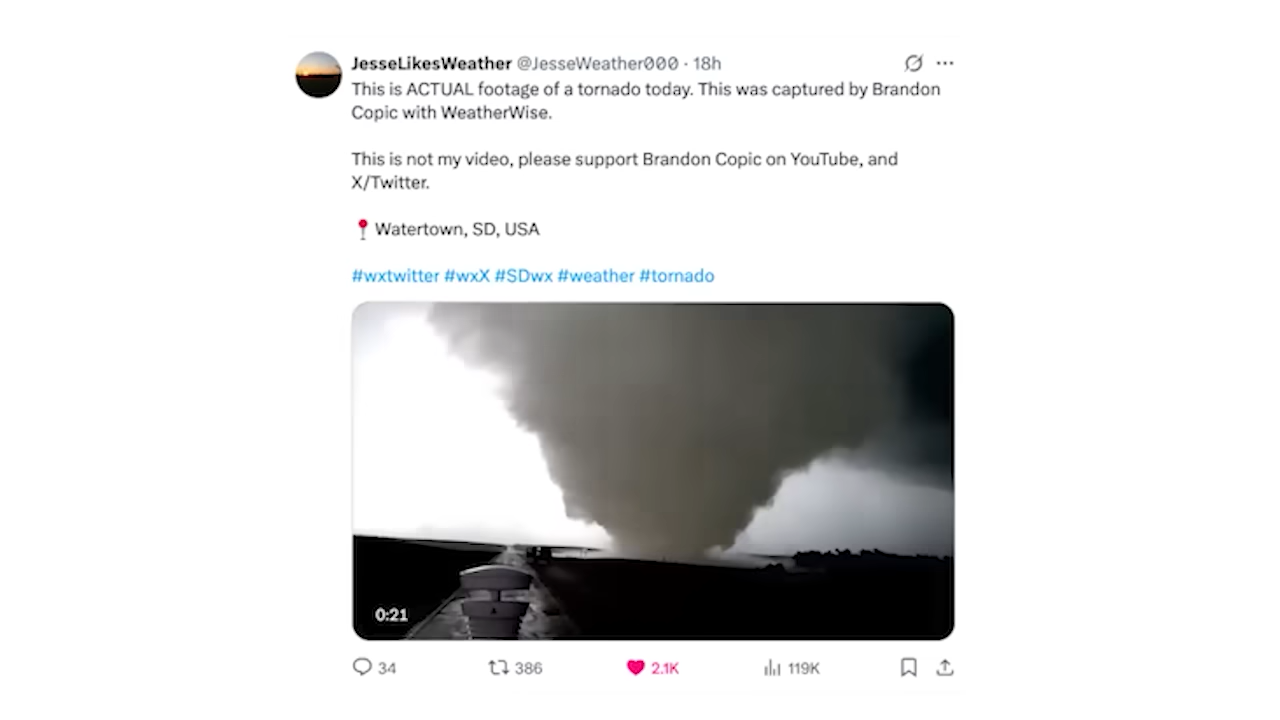 JesseLikesWeather @JesseWeather000 · 18h
This is ACTUAL footage of a tornado today. This was captured by Brandon
Copic with WeatherWise.
This is not my video, please support Brandon Copic on YouTube, and
X/Twitter.
📍 Watertown, SD, USA
#wxtwitter #wxX #SDwx #weather #tornado
0:21
34 386 2.1K 119K